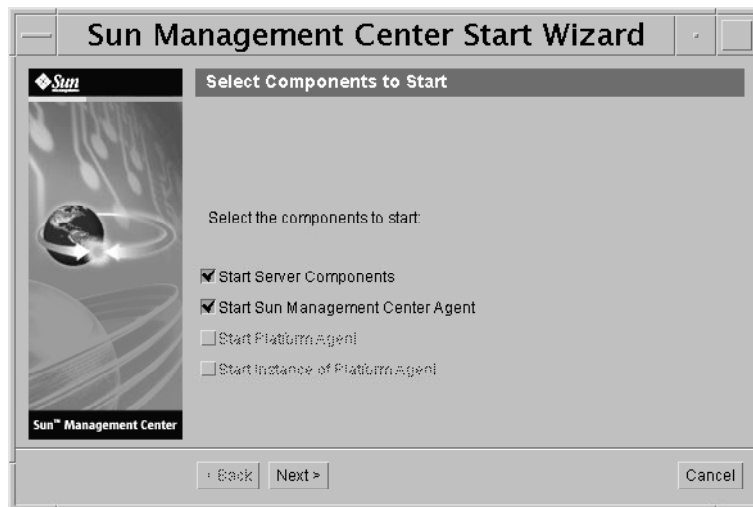 Sun Management Center Start Wizard
Sun
Select Components to Start
Select the components to start:
Start Server Components
Start Sun Management Center Agent
Start Platform Agent
Start Instance of Platform Agent
Sun™ Management Center
< Back
Next >
Cancel